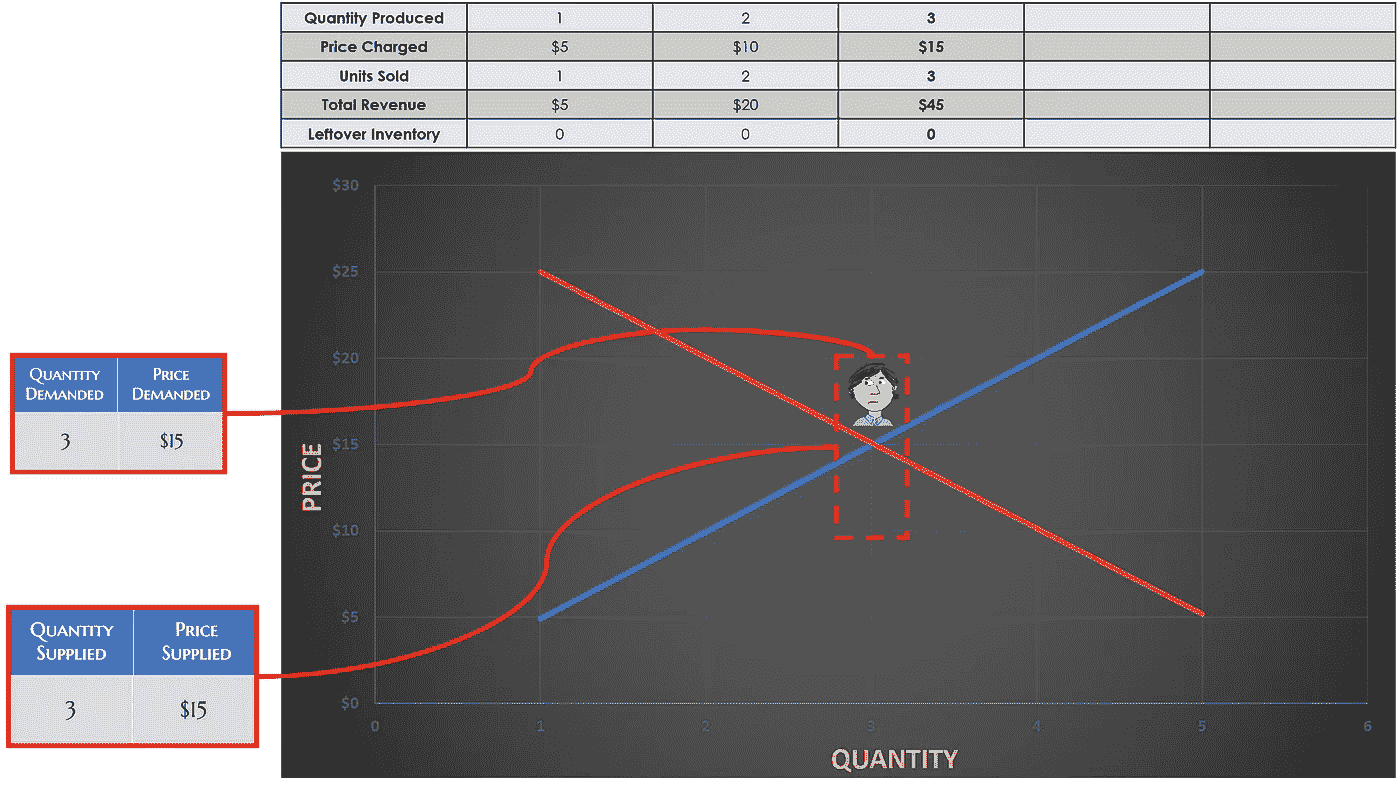 Quantity Produced 1 2 3
Price Charged $5 $10 $15
Units Sold 1 2 3
Total Revenue $5 $20 $45
Leftover Inventory 0 0 0
$30
$25
$20
$15
$10
$5
$0
PRICE
0 1 2 3 4 5 6
QUANTITY
QUANTITY DEMANDED PRICE DEMANDED
3 $15
QUANTITY SUPPLIED PRICE SUPPLIED
3 $15